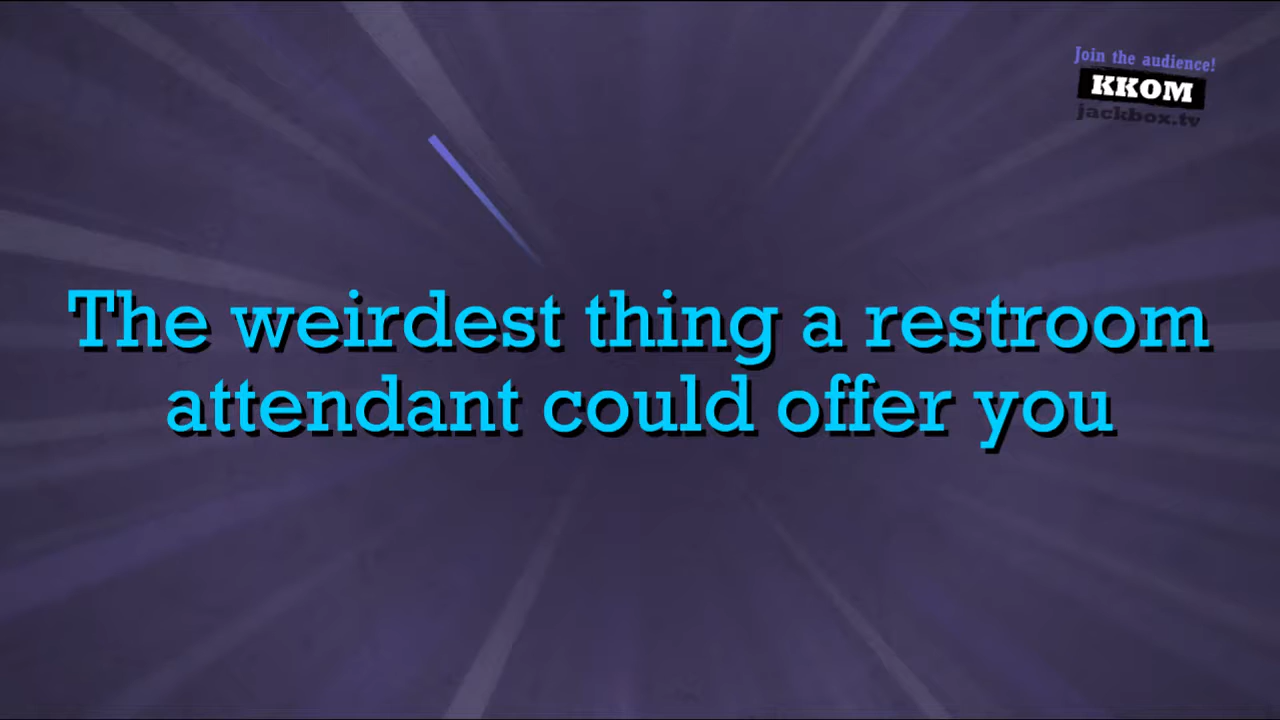 Join the audience!
KKOM
jackbox.tv
The weirdest thing a restroom
attendant could offer you